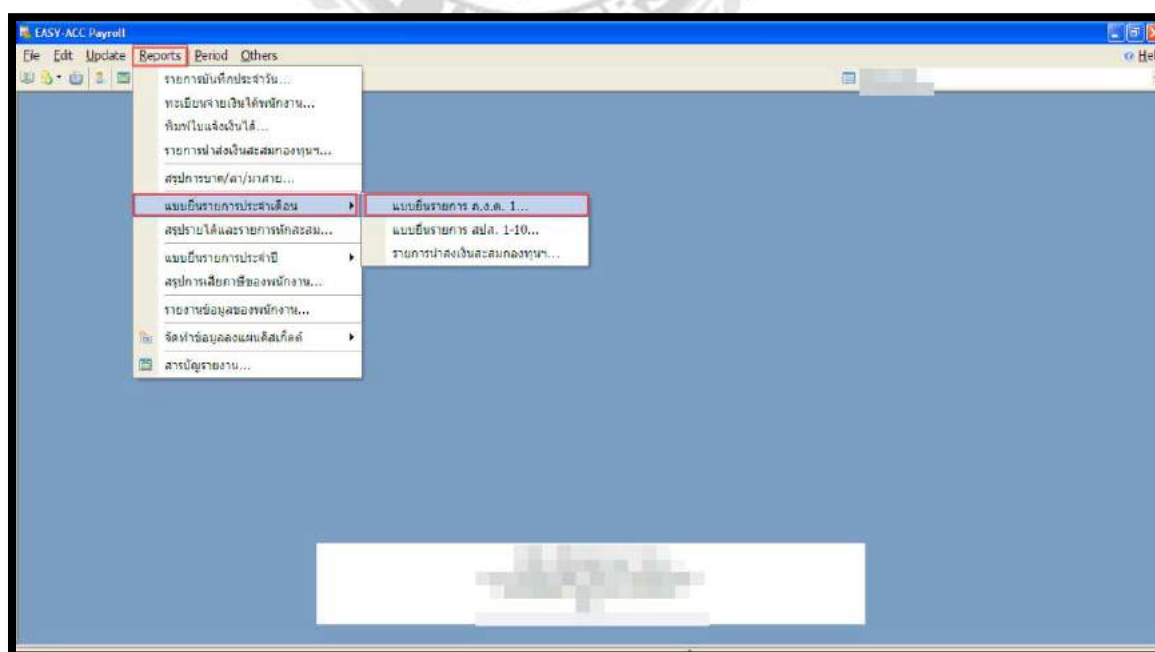 EASY-ACC Payroll
File Edit Update Reports Period Others
Hel
รายการบันทึกประจำวัน...
ทะเบียนจ่ายเงินได้พนักงาน...
พิมพ์ใบแจ้งเงินได้...
รายการนำส่งเงินสะสมกองทุนฯ...
สรุปการขาด/ลา/มาสาย...
แบบยื่นรายการประจำเดือน
แบบยื่นรายการ ภ.ง.ด. 1...
สรุปรายได้และรายการหักสะสม...
แบบยื่นรายการ สปส. 1-10...
แบบยื่นรายการประจำปี
รายการนำส่งเงินสะสมกองทุนฯ...
สรุปการเสียภาษีของพนักงาน...
รายงานข้อมูลของพนักงาน...
จัดทำข้อมูลลงแผ่นดิสเก็ตต์
สารบัญรายงาน...